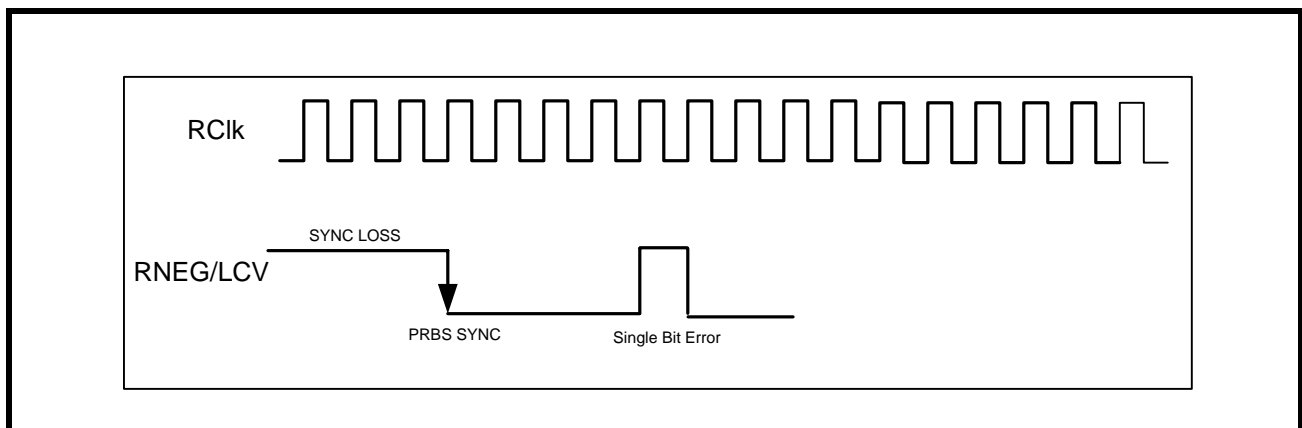 RClk
SYNC LOSS
RNEG/LCV
PRBS SYNC
Single Bit Error